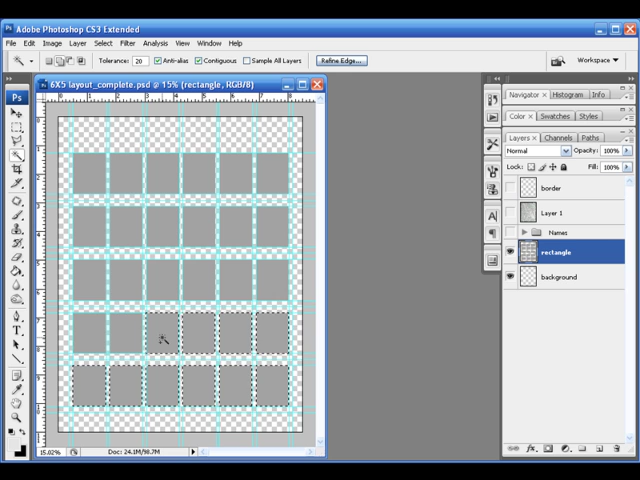 Ps Adobe Photoshop CS3 Extended
File Edit Image Layer Select Filter Analysis View Window Help
Tolerance: 20 Anti-alias Contiguous Sample All Layers Refine Edge... Workspace
6X5 layout_complete.psd @ 15% (rectangle, RGB/8)
Ps
Navigator × Histogram Info
Color × Swatches Styles
Layers × Channels Paths
Normal Opacity: 100%
Lock: Fill: 100%
border
Layer 1
Names
rectangle
background
15.02% Doc: 24.1M/98.7M